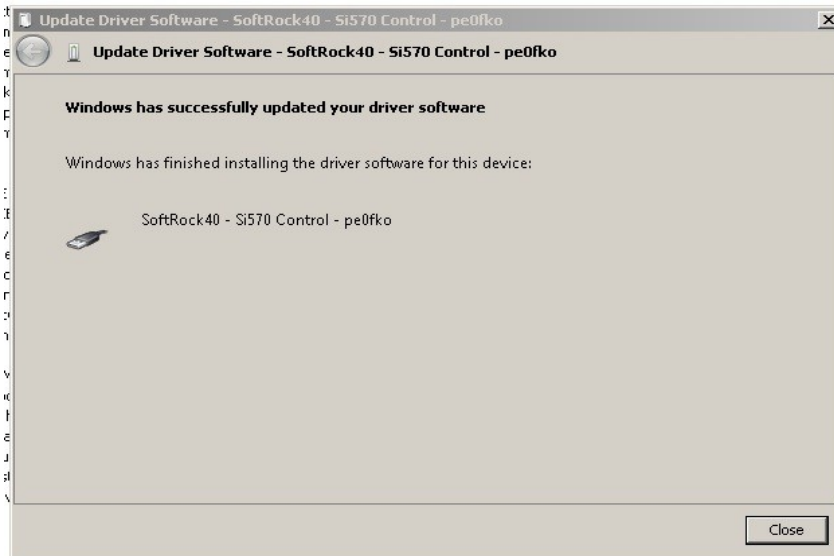 Update Driver Software - SoftRock40 - Si570 Control - pe0fko
Update Driver Software - SoftRock40 - Si570 Control - pe0fko
Windows has successfully updated your driver software
Windows has finished installing the driver software for this device:
SoftRock40 - Si570 Control - pe0fko
Close